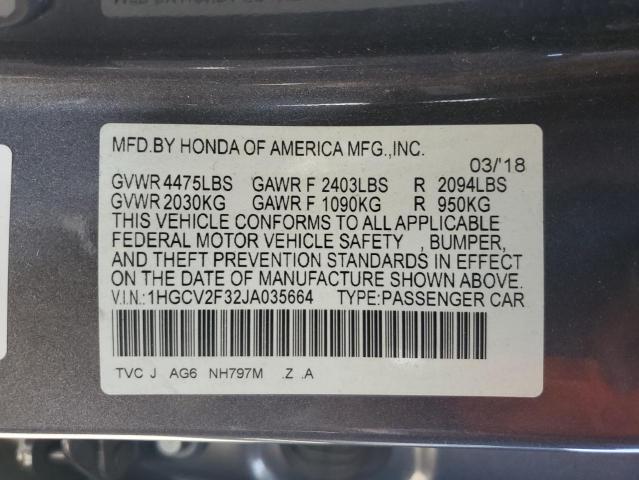 MFD.BY HONDA OF AMERICA MFG.,INC.
03/'18
GVWR 4475LBS GAWR F 2403LBS R 2094LBS
GVWR 2030KG GAWR F 1090KG R 950KG
THIS VEHICLE CONFORMS TO ALL APPLICABLE
FEDERAL MOTOR VEHICLE SAFETY , BUMPER,
AND THEFT PREVENTION STANDARDS IN EFFECT
ON THE DATE OF MANUFACTURE SHOWN ABOVE.
V.I.N.:1HGCV2F32JA035664 TYPE:PASSENGER CAR
TVC J AG6 NH797M .Z .A